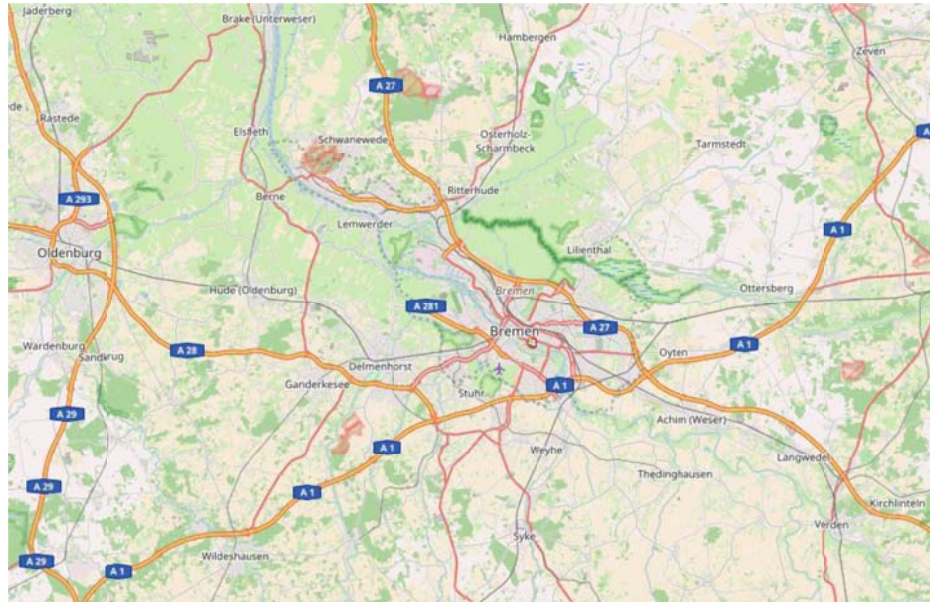 Jaderberg
Brake (Unterweser)
Hambergen
Zeven
A 27
Rastede
Elsfleth
Schwanewede
Osterholz-
Scharmbeck
Tarmstedt
A 293
Berne
Ritterhude
Lemwerder
A 1
Oldenburg
Lilienthal
Hude (Oldenburg)
Bremen
Ottersberg
A 281
Bremen
A 27
Wardenburg
Sandkrug
A 28
Delmenhorst
Oyten
A 1
Ganderkesee
Stuhr
A 1
A 29
Achim (Weser)
A 1
Weyhe
Langwedel
Thedinghausen
A 29
A 1
Kirchlinteln
Verden
Syke
Wildeshausen
A 29
A 1